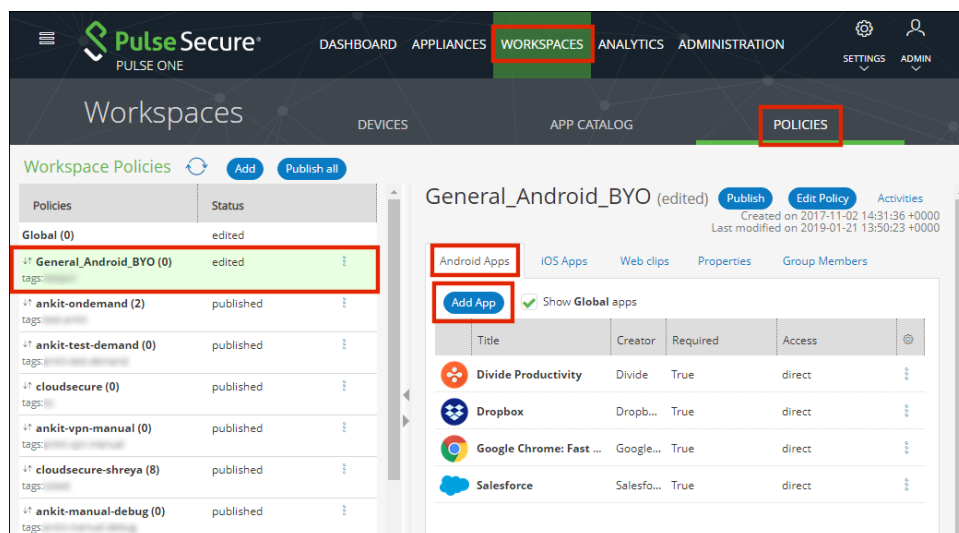 Pulse Secure®
PULSE ONE
DASHBOARD APPLIANCES WORKSPACES ANALYTICS ADMINISTRATION
SETTINGS ADMIN
Workspaces
DEVICES APP CATALOG POLICIES
Workspace Policies Add Publish all
Policies Status
Global (0) edited
General_Android_BYO (0) edited
tags:
ankit-ondemand (2) published
tags:
ankit-test-demand (0) published
tags:
cloudsecure (0) published
tags:
ankit-vpn-manual (0) published
tags:
cloudsecure-shreya (8) published
tags:
ankit-manual-debug (0) published
tags:
General_Android_BYO (edited) Publish Edit Policy Activities
Created on 2017-11-02 14:31:36 +0000
Last modified on 2019-01-21 13:50:23 +0000
Android Apps iOS Apps Web clips Properties Group Members
Add App Show Global apps
Title Creator Required Access
Divide Productivity Divide True direct
Dropbox Dropb... True direct
Google Chrome: Fast ... Google... True direct
Salesforce Salesfo... True direct